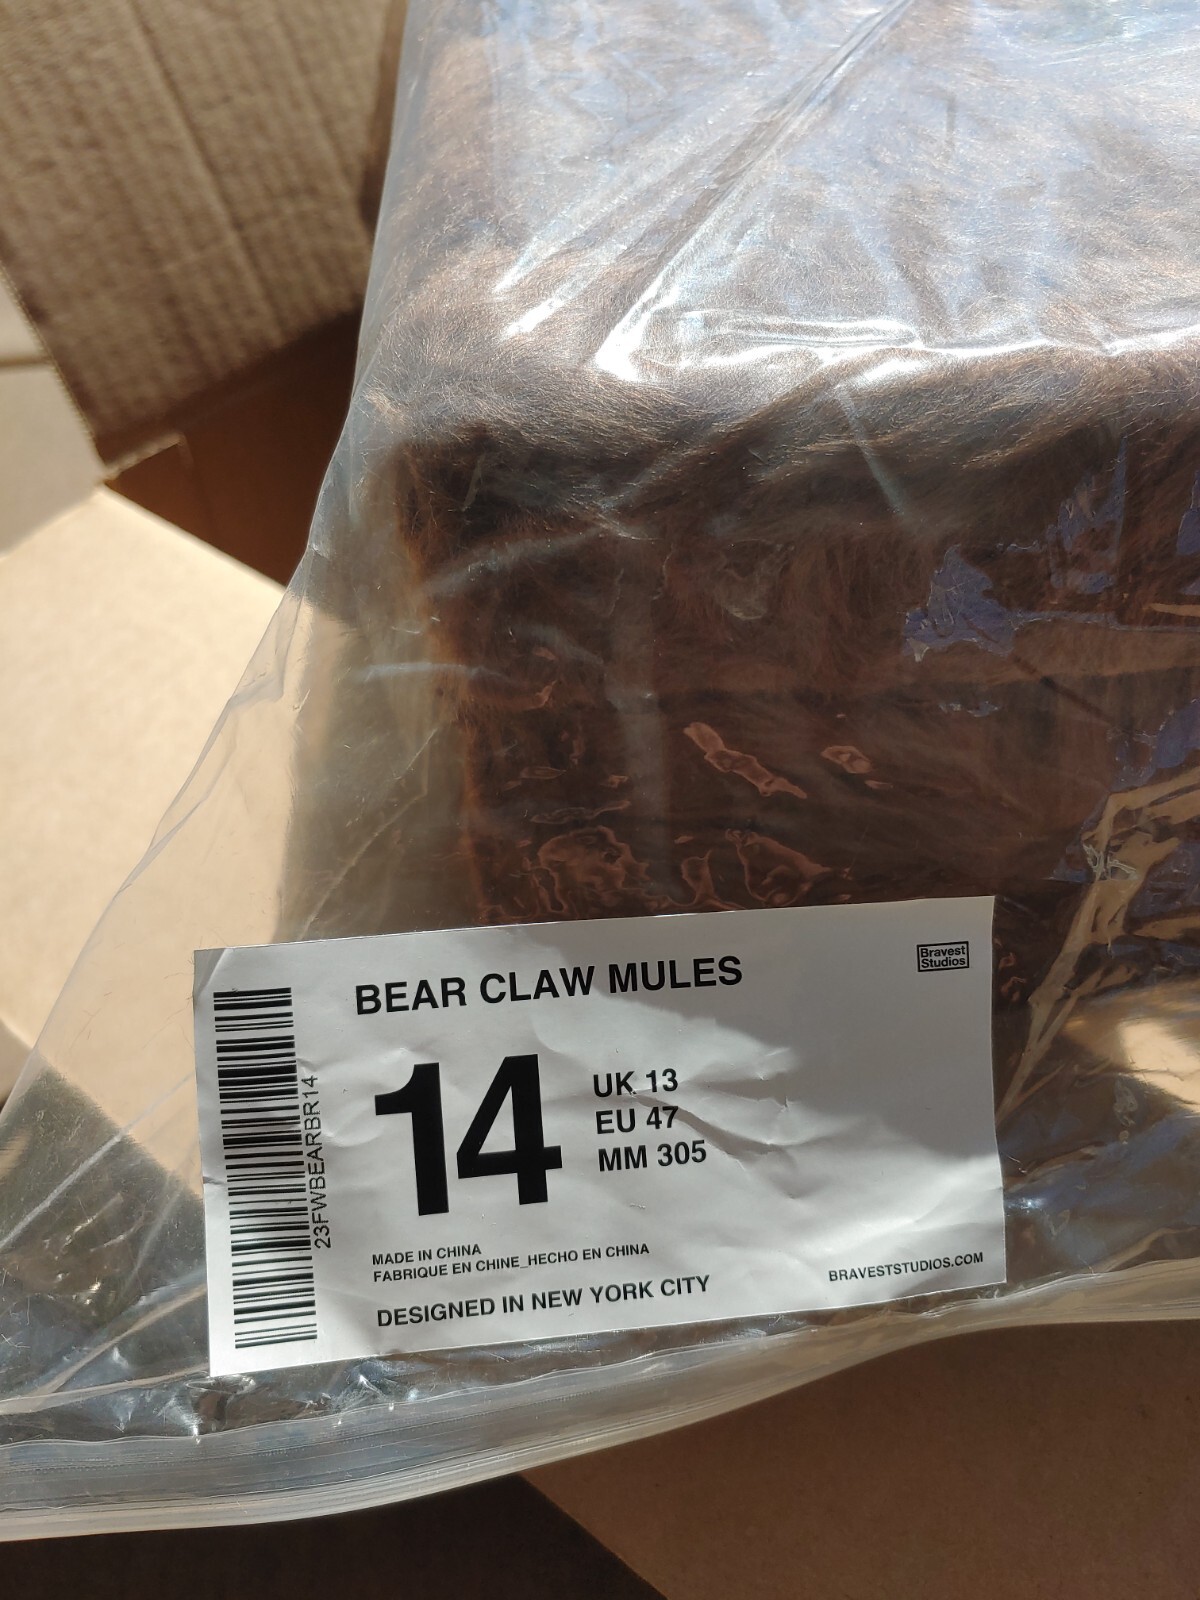 Bravest
Studios
BEAR CLAW MULES
14
UK 13
EU 47
MM 305
23FWBEARBR14
MADE IN CHINA
FABRIQUE EN CHINE_HECHO EN CHINA
DESIGNED IN NEW YORK CITY
BRAVESTSTUDIOS.COM